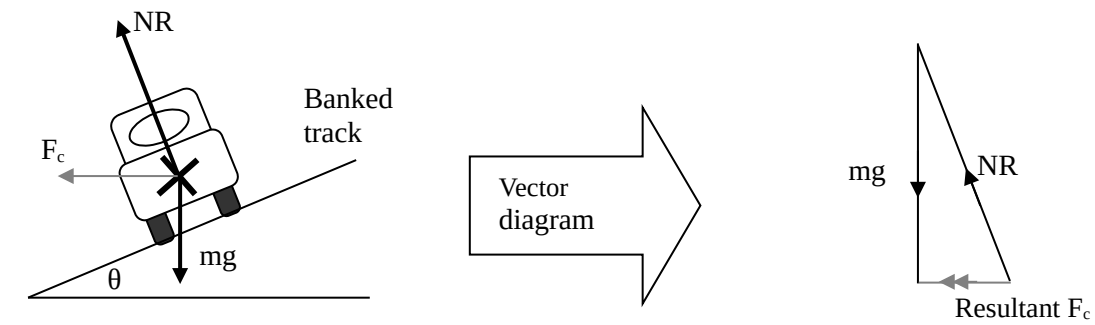 NR
Banked
track
Fc
mg
θ
Vector
diagram
mg
NR
Resultant Fc